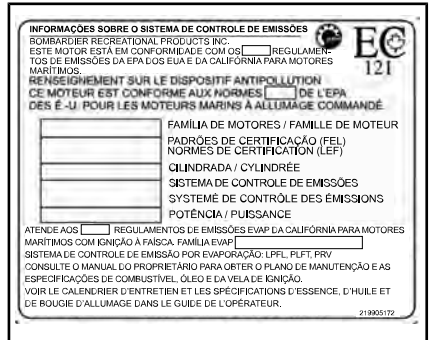 INFORMAÇÕES SOBRE O SISTEMA DE CONTROLE DE EMISSÕES
BOMBARDIER RECREATIONAL PRODUCTS INC.
ESTE MOTOR ESTÁ EM CONFORMIDADE COM OS REGULAMEN-
TOS DE EMISSÕES DA EPA DOS EUA E DA CALIFÓRNIA PARA MOTORES
MARÍTIMOS.
EC
121
RENSEIGNEMENT SUR LE DISPOSITIF ANTIPOLLUTION
CE MOTEUR EST CONFORME AUX NORMES DE L'EPA
DES É.-U. POUR LES MOTEURS MARINS À ALLUMAGE COMMANDÉ
FAMÍLIA DE MOTORES / FAMILLE DE MOTEUR
PADRÕES DE CERTIFICAÇÃO (FEL)
NORMES DE CERTIFICATION (LEF)
CILINDRADA / CYLINDRÉE
SISTEMA DE CONTROLE DE EMISSÕES
SYSTEMÉ DE CONTRÔLE DES ÉMISSIONS
POTÊNCIA / PUISSANCE
ATENDE AOS REGULAMENTOS DE EMISSÕES EVAP DA CALIFÓRNIA PARA MOTORES
MARÍTIMOS COM IGNIÇÃO À FAÍSCA. FAMÍLIA EVAP
SISTEMA DE CONTROLE DE EMISSÃO POR EVAPORAÇÃO: LPFL, PLFT, PRV
CONSULTE O MANUAL DO PROPRIETÁRIO PARA OBTER O PLANO DE MANUTENÇÃO E AS
ESPECIFICAÇÕES DE COMBUSTÍVEL, ÓLEO E DA VELA DE IGNIÇÃO.
VOIR LE CALENDRIER D'ENTRETIEN ET LES SPÉCIFICATIONS D'ESSENCE, D'HUILE ET
DE BOUGIE D'ALLUMAGE DANS LE GUIDE DE L'OPÉRATEUR.
219905172